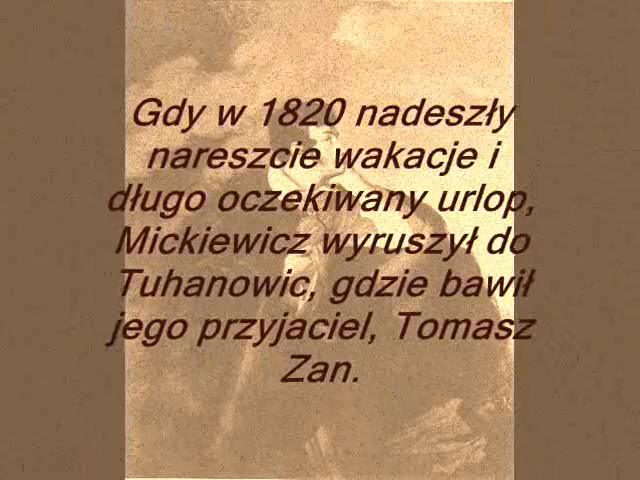 Gdy w 1820 nadeszły
nareszcie wakacje i
długo oczekiwany urlop,
Mickiewicz wyruszył do
Tuhanowic, gdzie bawił
jego przyjaciel, Tomasz
Zan.